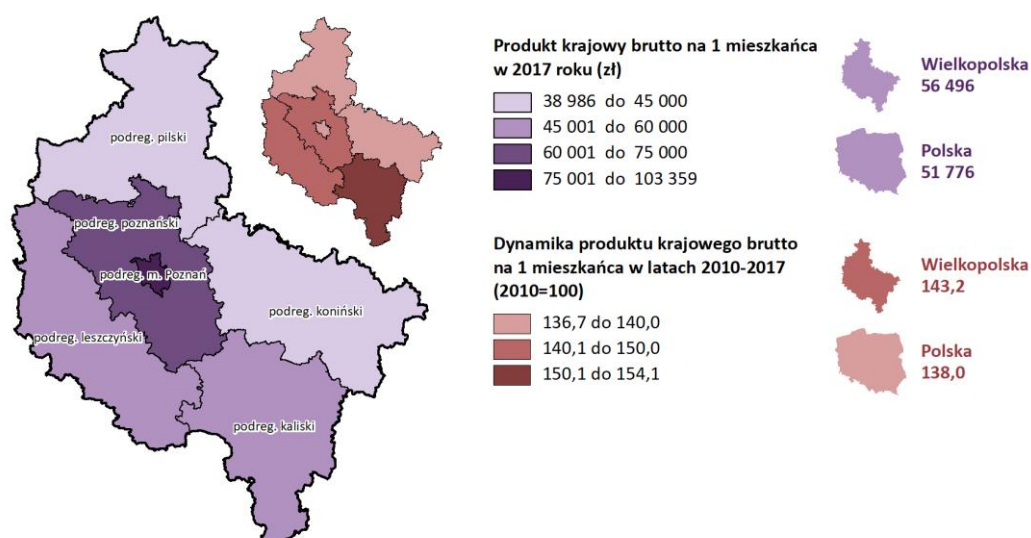 podreg. pilski
podreg. poznański
podreg. m. Poznań
podreg. koniński
podreg. leszczyński
podreg. kaliski
Produkt krajowy brutto na 1 mieszkańca
w 2017 roku (zł)
38 986 do 45 000
45 001 do 60 000
60 001 do 75 000
75 001 do 103 359
Wielkopolska
56 496
Polska
51 776
Dynamika produktu krajowego brutto
na 1 mieszkańca w latach 2010-2017
(2010=100)
136,7 do 140,0
140,1 do 150,0
150,1 do 154,1
Wielkopolska
143,2
Polska
138,0